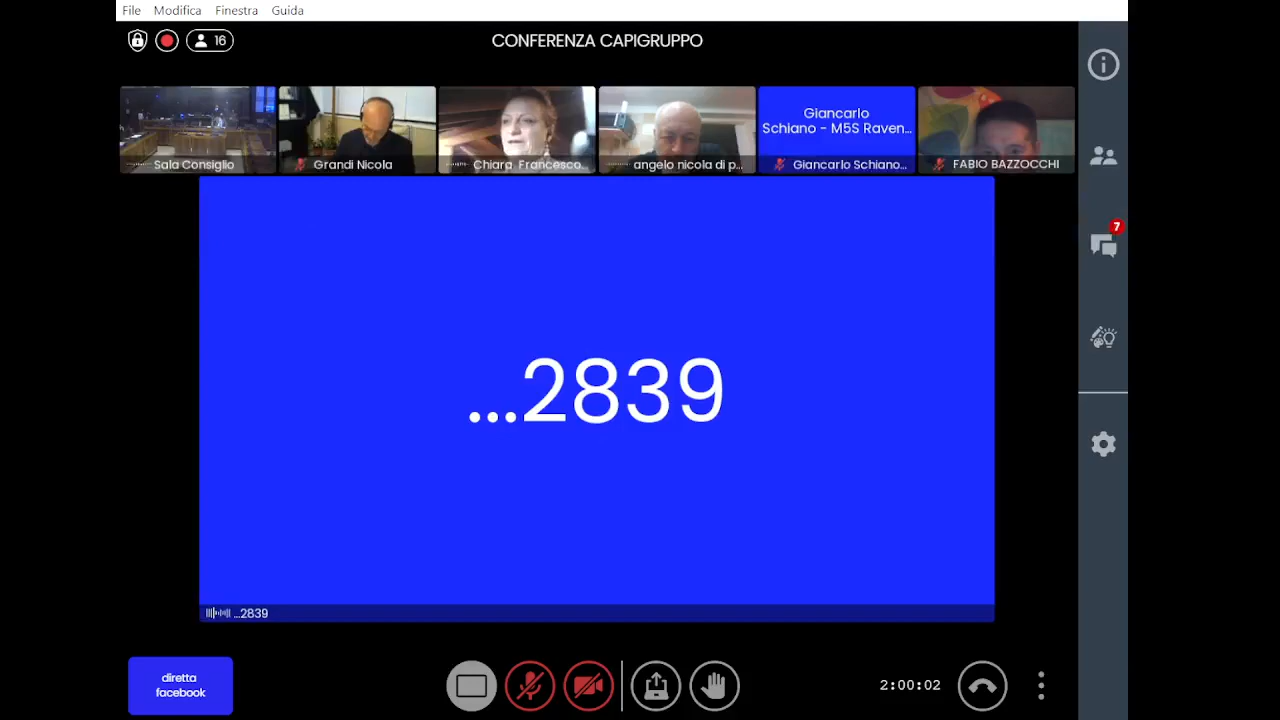 File Modifica Finestra Guida
16
CONFERENZA CAPIGRUPPO
Giancarlo
Schiano - M5S Raven...
Sala Consiglio
Grandi Nicola
Chiara Francesco...
angelo nicola di p...
Giancarlo Schiano...
FABIO BAZZOCCHI
7
...2839
...2839
diretta
facebook
2:00:02